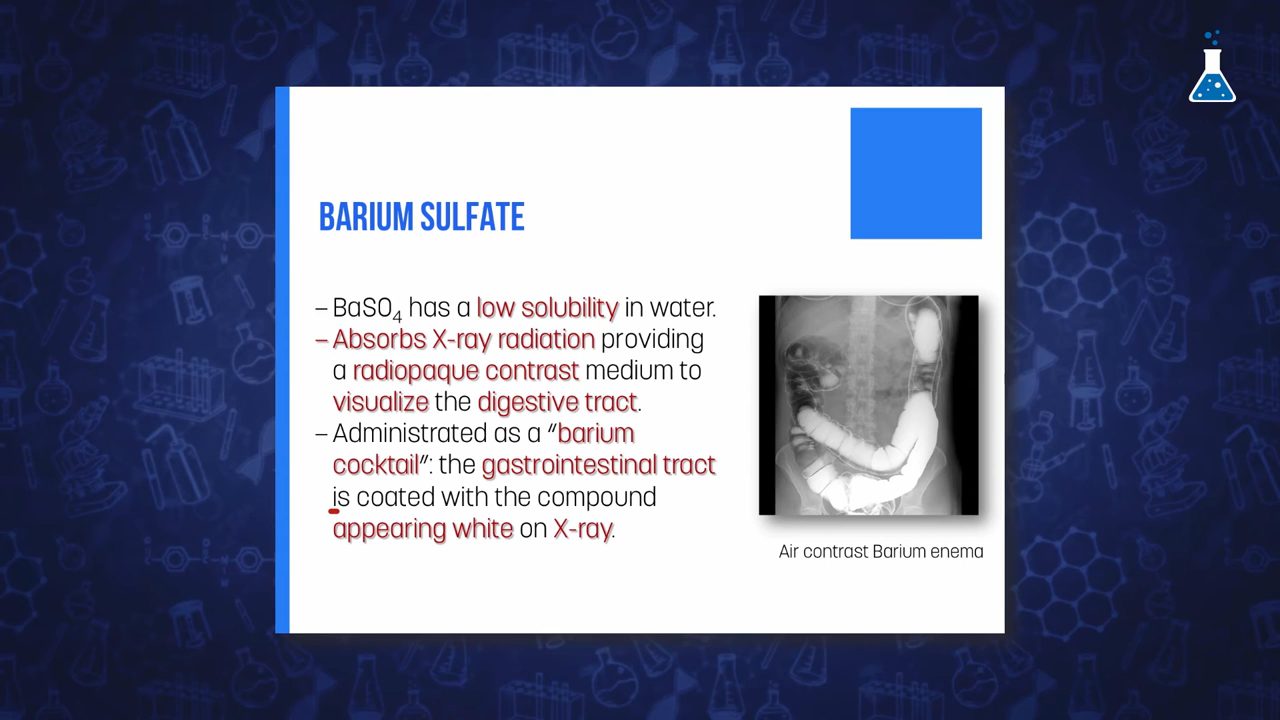 BARIUM SULFATE
– BaSO₄ has a low solubility in water.
– Absorbs X-ray radiation providing
a radiopaque contrast medium to
visualize the digestive tract.
– Administrated as a “barium
cocktail”: the gastrointestinal tract
is coated with the compound
appearing white on X-ray.
Air contrast Barium enema